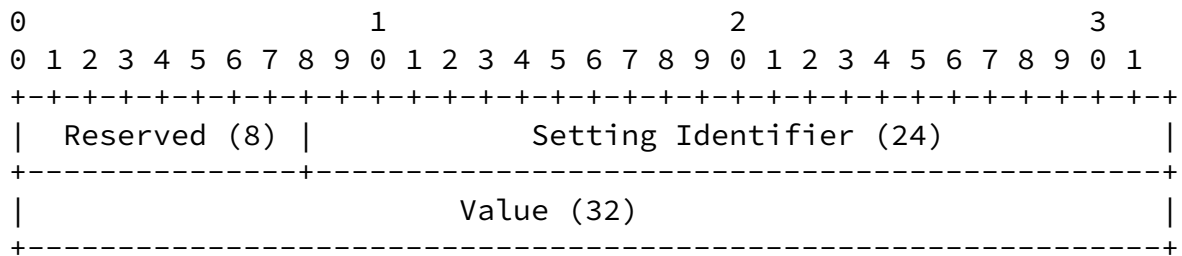 0                   1                   2                   3
0 1 2 3 4 5 6 7 8 9 0 1 2 3 4 5 6 7 8 9 0 1 2 3 4 5 6 7 8 9 0 1
+-+-+-+-+-+-+-+-+-+-+-+-+-+-+-+-+-+-+-+-+-+-+-+-+-+-+-+-+-+-+-+-+
|  Reserved (8) |            Setting Identifier (24)            |
+---------------+-----------------------------------------------+
|                        Value (32)                             |
+---------------------------------------------------------------+